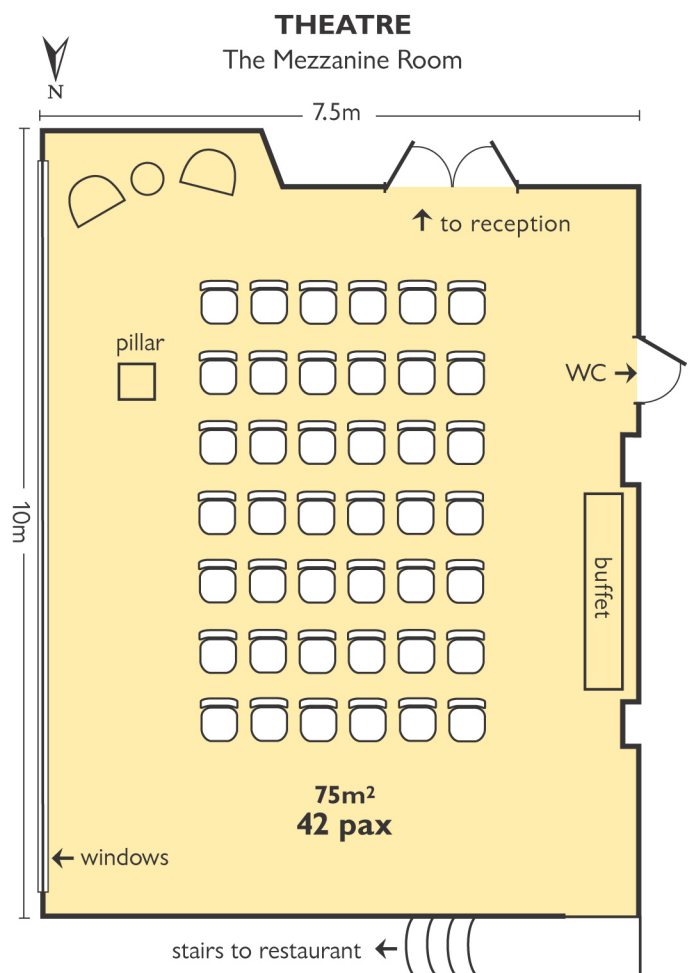 THEATRE
The Mezzanine Room
N
7.5m
↑ to reception
pillar
WC →
10m
buffet
75m²
42 pax
← windows
stairs to restaurant ←